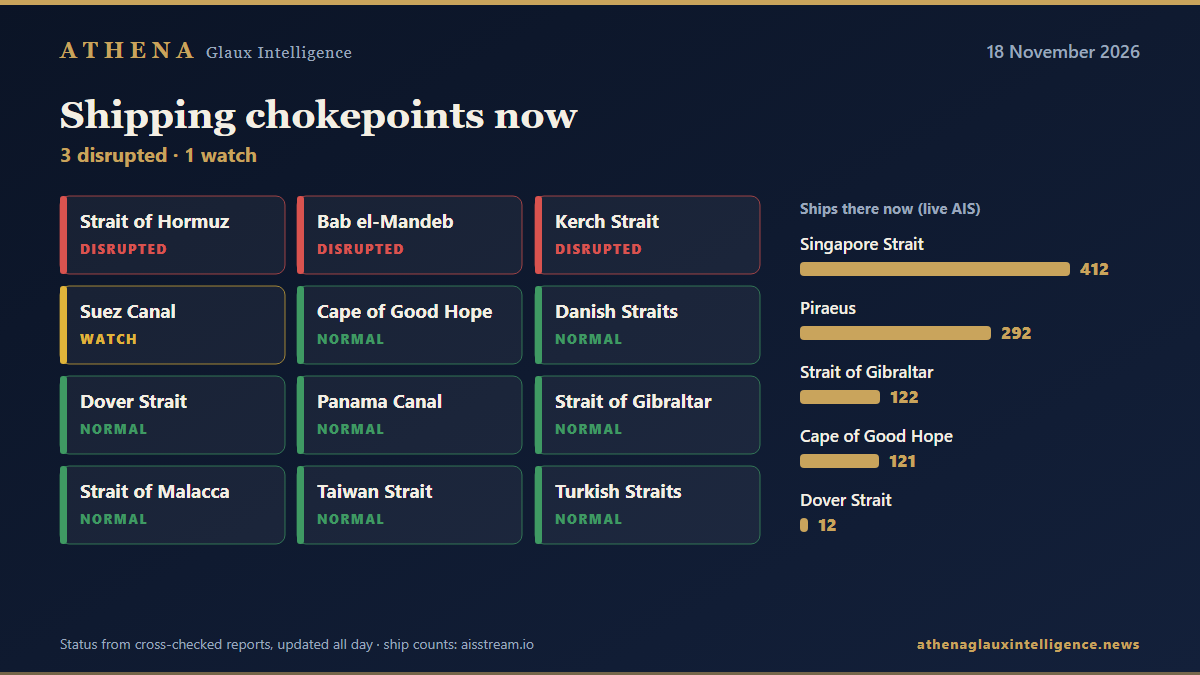 ATHENA Glaux Intelligence
18 November 2026
Shipping chokepoints now
3 disrupted · 1 watch
Strait of Hormuz
DISRUPTED
Bab el-Mandeb
DISRUPTED
Kerch Strait
DISRUPTED
Suez Canal
WATCH
Cape of Good Hope
NORMAL
Danish Straits
NORMAL
Dover Strait
NORMAL
Panama Canal
NORMAL
Strait of Gibraltar
NORMAL
Strait of Malacca
NORMAL
Taiwan Strait
NORMAL
Turkish Straits
NORMAL
Ships there now (live AIS)
Singapore Strait
412
Piraeus
292
Strait of Gibraltar
122
Cape of Good Hope
121
Dover Strait
12
Status from cross-checked reports, updated all day · ship counts: aisstream.io
athenaglauxintelligence.news